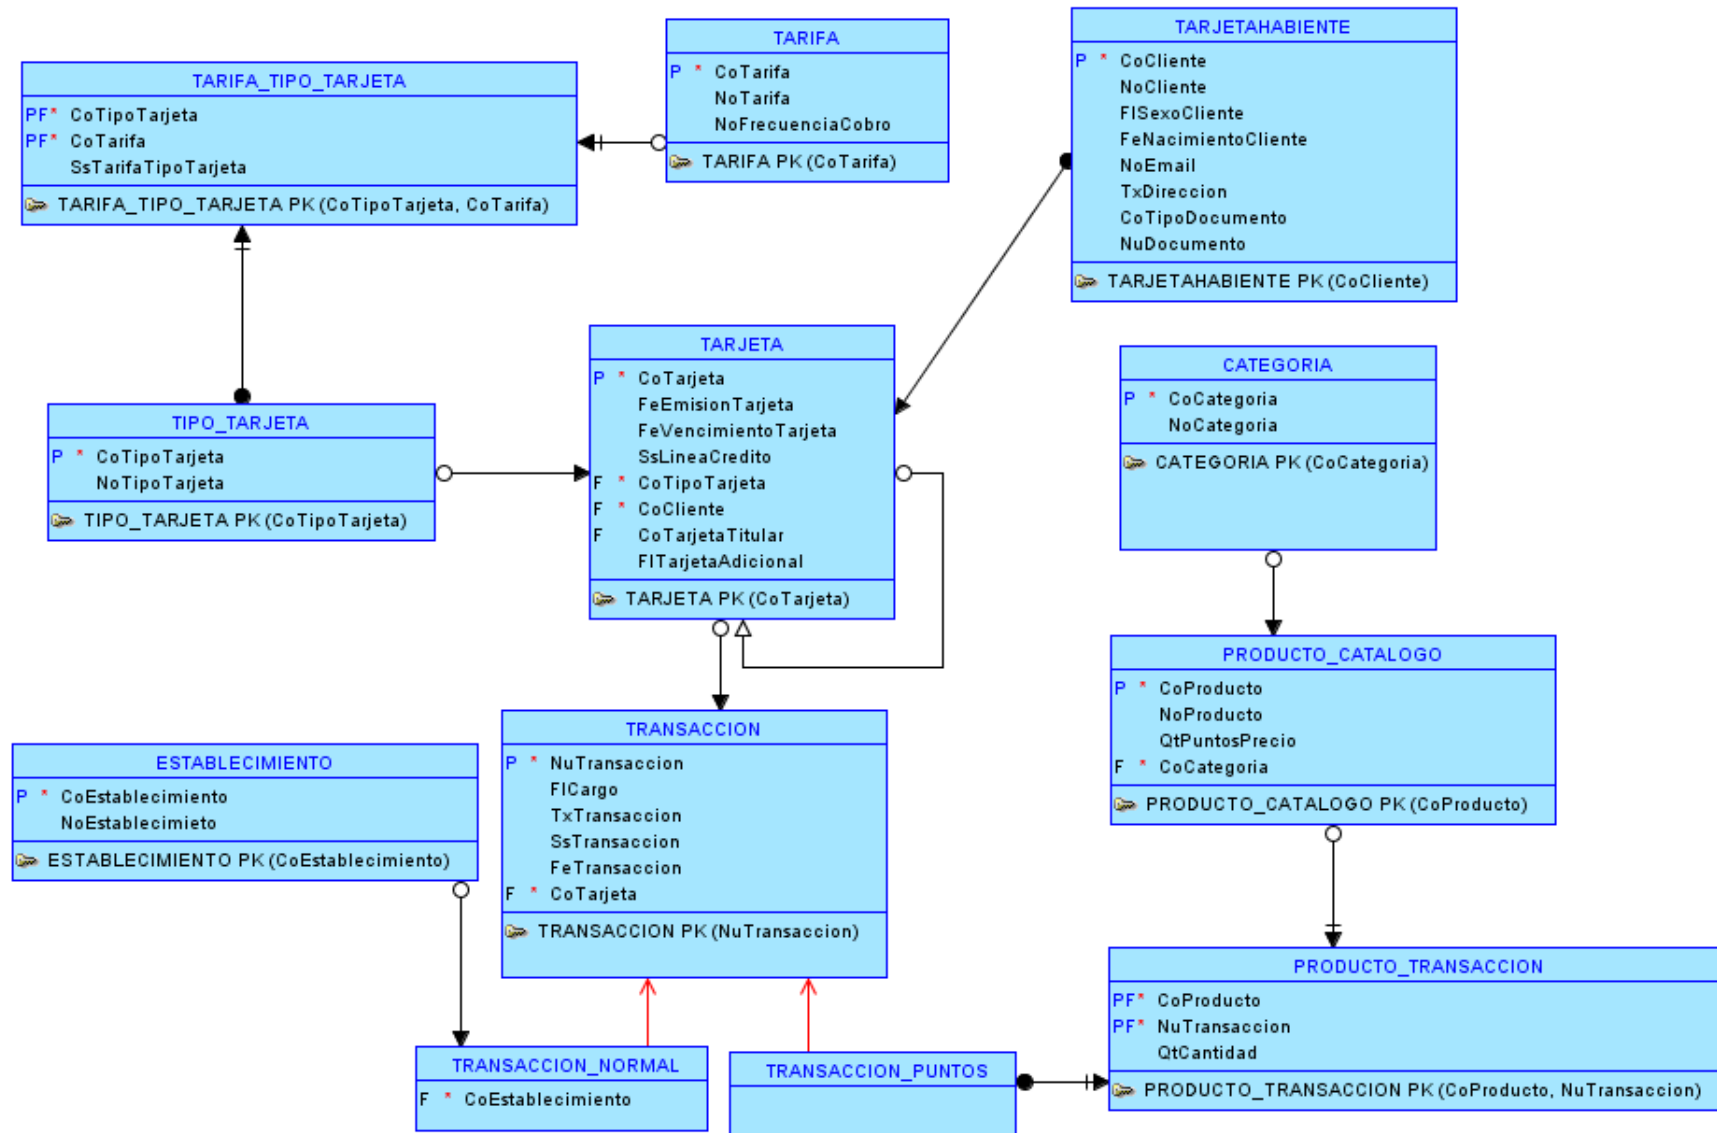 TARIFA_TIPO_TARJETA
PF* CoTipoTarjeta
PF* CoTarifa
SsTarifaTipoTarjeta
TARIFA_TIPO_TARJETA PK (CoTipoTarjeta, CoTarifa)
TARIFA
P * CoTarifa
NoTarifa
NoFrecuenciaCobro
TARIFA PK (CoTarifa)
TARJETAHABIENTE
P * CoCliente
NoCliente
FlSexoCliente
FeNacimientoCliente
NoEmail
TxDireccion
CoTipoDocumento
NuDocumento
TARJETAHABIENTE PK (CoCliente)
TIPO_TARJETA
P * CoTipoTarjeta
NoTipoTarjeta
TIPO_TARJETA PK (CoTipoTarjeta)
TARJETA
P * CoTarjeta
FeEmisionTarjeta
FeVencimientoTarjeta
SsLineaCredito
F * CoTipoTarjeta
F * CoCliente
F CoTarjetaTitular
FlTarjetaAdicional
TARJETA PK (CoTarjeta)
CATEGORIA
P * CoCategoria
NoCategoria
CATEGORIA PK (CoCategoria)
PRODUCTO_CATALOGO
P * CoProducto
NoProducto
QtPuntosPrecio
F * CoCategoria
PRODUCTO_CATALOGO PK (CoProducto)
ESTABLECIMIENTO
P * CoEstablecimiento
NoEstablecimieto
ESTABLECIMIENTO PK (CoEstablecimiento)
TRANSACCION
P * NuTransaccion
FlCargo
TxTransaccion
SsTransaccion
FeTransaccion
F * CoTarjeta
TRANSACCION PK (NuTransaccion)
TRANSACCION_NORMAL
F * CoEstablecimiento
TRANSACCION_PUNTOS
PRODUCTO_TRANSACCION
PF* CoProducto
PF* NuTransaccion
QtCantidad
PRODUCTO_TRANSACCION PK (CoProducto, NuTransaccion)